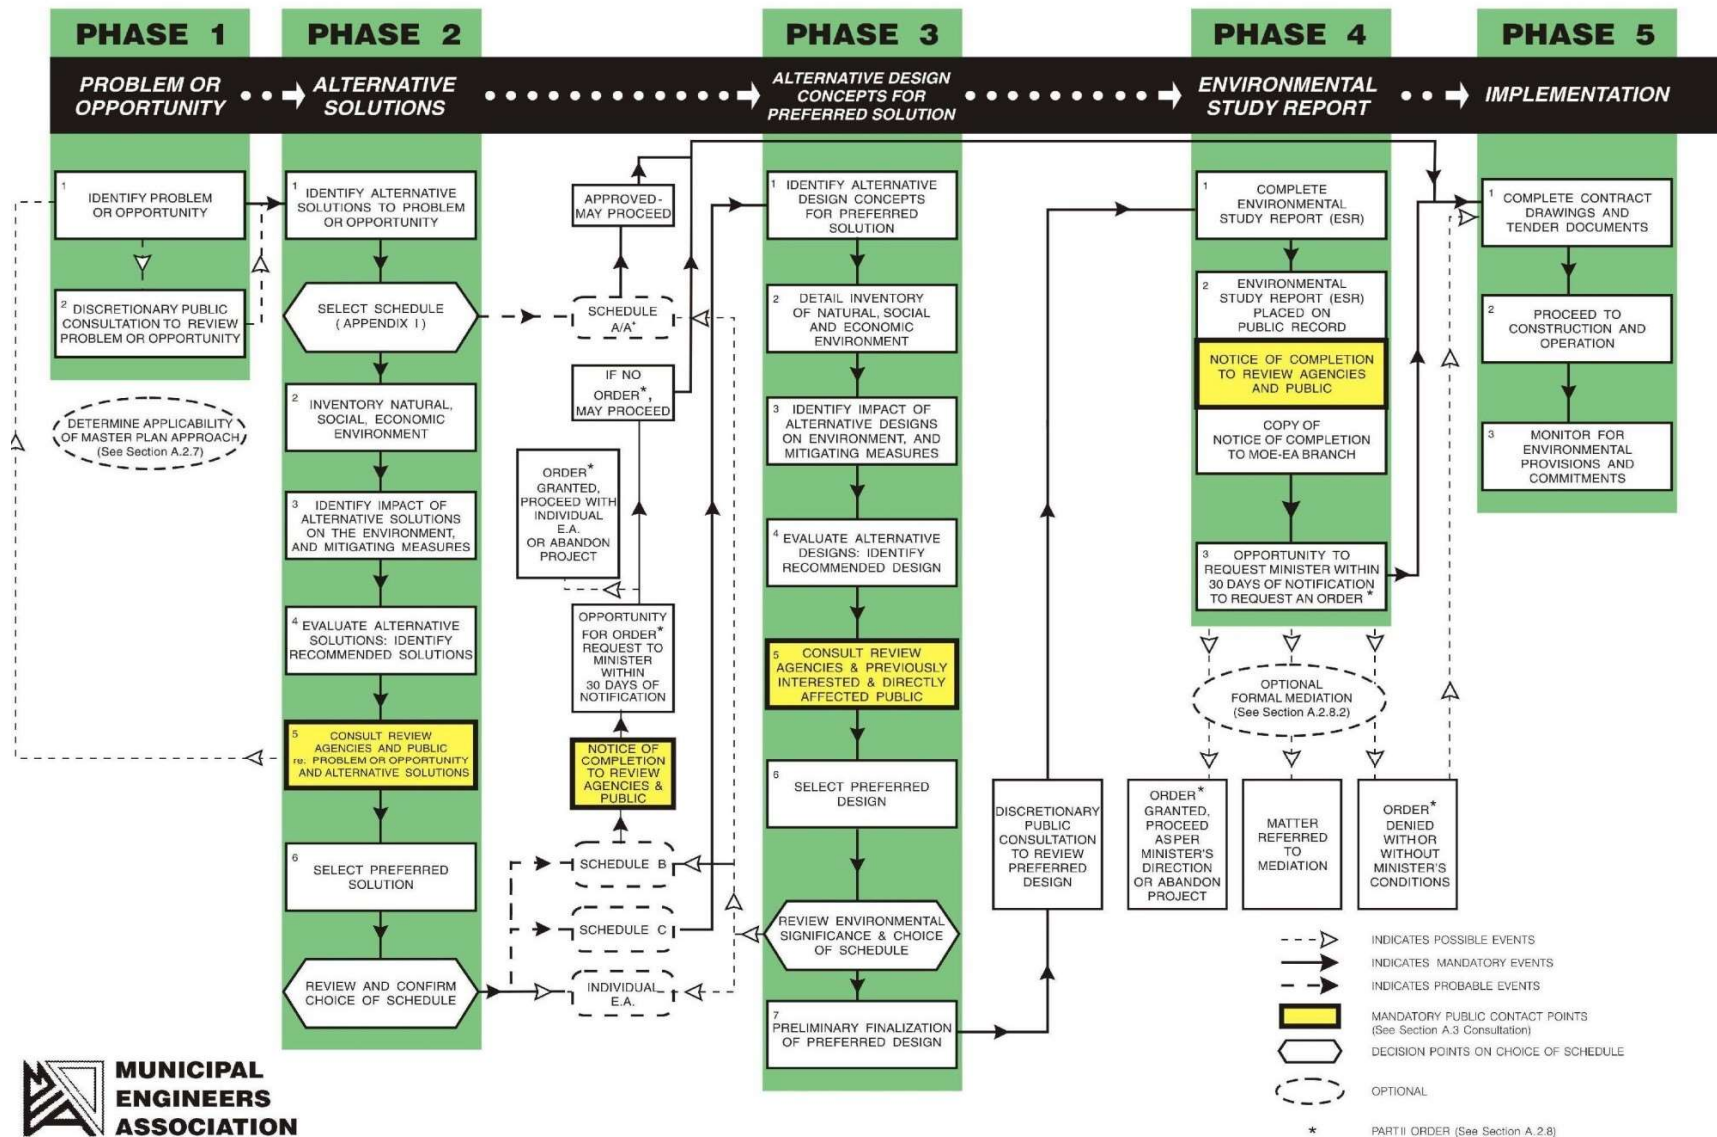 PHASE 1
PHASE 2
PHASE 3
PHASE 4
PHASE 5
PROBLEM OR
OPPORTUNITY
ALTERNATIVE
SOLUTIONS
ALTERNATIVE DESIGN
CONCEPTS FOR
PREFERRED SOLUTION
ENVIRONMENTAL
STUDY REPORT
IMPLEMENTATION
1
IDENTIFY PROBLEM
OR OPPORTUNITY
2
DISCRETIONARY PUBLIC
CONSULTATION TO REVIEW
PROBLEM OR OPPORTUNITY
DETERMINE APPLICABILITY
OF MASTER PLAN APPROACH
(See Section A.2.7)
1
IDENTIFY ALTERNATIVE
SOLUTIONS TO PROBLEM
OR OPPORTUNITY
SELECT SCHEDULE
( APPENDIX I )
2
INVENTORY NATURAL,
SOCIAL, ECONOMIC
ENVIRONMENT
3
IDENTIFY IMPACT OF
ALTERNATIVE SOLUTIONS
ON THE ENVIRONMENT,
AND MITIGATING MEASURES
4
EVALUATE ALTERNATIVE
SOLUTIONS: IDENTIFY
RECOMMENDED SOLUTIONS
5
CONSULT REVIEW
AGENCIES AND PUBLIC
re: PROBLEM OR OPPORTUNITY
AND ALTERNATIVE SOLUTIONS
6
SELECT PREFERRED
SOLUTION
REVIEW AND CONFIRM
CHOICE OF SCHEDULE
APPROVED-
MAY PROCEED
SCHEDULE
A/A+
IF NO
ORDER*,
MAY PROCEED
ORDER*
GRANTED,
PROCEED WITH
INDIVIDUAL
E.A.
OR ABANDON
PROJECT
OPPORTUNITY
FOR ORDER*
REQUEST TO
MINISTER
WITHIN
30 DAYS OF
NOTIFICATION
NOTICE OF
COMPLETION
TO REVIEW
AGENCIES &
PUBLIC
SCHEDULE B
SCHEDULE C
INDIVIDUAL
E.A.
1
IDENTIFY ALTERNATIVE
DESIGN CONCEPTS
FOR PREFERRED
SOLUTION
2
DETAIL INVENTORY
OF NATURAL, SOCIAL
AND ECONOMIC
ENVIRONMENT
3
IDENTIFY IMPACT OF
ALTERNATIVE DESIGNS
ON ENVIRONMENT, AND
MITIGATING MEASURES
4
EVALUATE ALTERNATIVE
DESIGNS: IDENTIFY
RECOMMENDED DESIGN
5
CONSULT REVIEW
AGENCIES & PREVIOUSLY
INTERESTED & DIRECTLY
AFFECTED PUBLIC
6
SELECT PREFERRED
DESIGN
REVIEW ENVIRONMENTAL
SIGNIFICANCE & CHOICE
OF SCHEDULE
7
PRELIMINARY FINALIZATION
OF PREFERRED DESIGN
DISCRETIONARY
PUBLIC
CONSULTATION
TO REVIEW
PREFERRED
DESIGN
1
COMPLETE
ENVIRONMENTAL
STUDY REPORT (ESR)
2
ENVIRONMENTAL
STUDY REPORT (ESR)
PLACED ON
PUBLIC RECORD
NOTICE OF COMPLETION
TO REVIEW AGENCIES
AND PUBLIC
COPY OF
NOTICE OF COMPLETION
TO MOE-EA BRANCH
3
OPPORTUNITY TO
REQUEST MINISTER WITHIN
30 DAYS OF NOTIFICATION
TO REQUEST AN ORDER *
OPTIONAL
FORMAL MEDIATION
(See Section A.2.8.2)
ORDER*
GRANTED,
PROCEED
AS PER
MINISTER'S
DIRECTION
OR ABANDON
PROJECT
MATTER
REFERRED
TO
MEDIATION
ORDER*
DENIED
WITH OR
WITHOUT
MINISTER'S
CONDITIONS
1
COMPLETE CONTRACT
DRAWINGS AND
TENDER DOCUMENTS
2
PROCEED TO
CONSTRUCTION AND
OPERATION
3
MONITOR FOR
ENVIRONMENTAL
PROVISIONS AND
COMMITMENTS
INDICATES POSSIBLE EVENTS
INDICATES MANDATORY EVENTS
INDICATES PROBABLE EVENTS
MANDATORY PUBLIC CONTACT POINTS
(See Section A.3 Consultation)
DECISION POINTS ON CHOICE OF SCHEDULE
OPTIONAL
* PART II ORDER (See Section A.2.8)
MUNICIPAL
ENGINEERS
ASSOCIATION